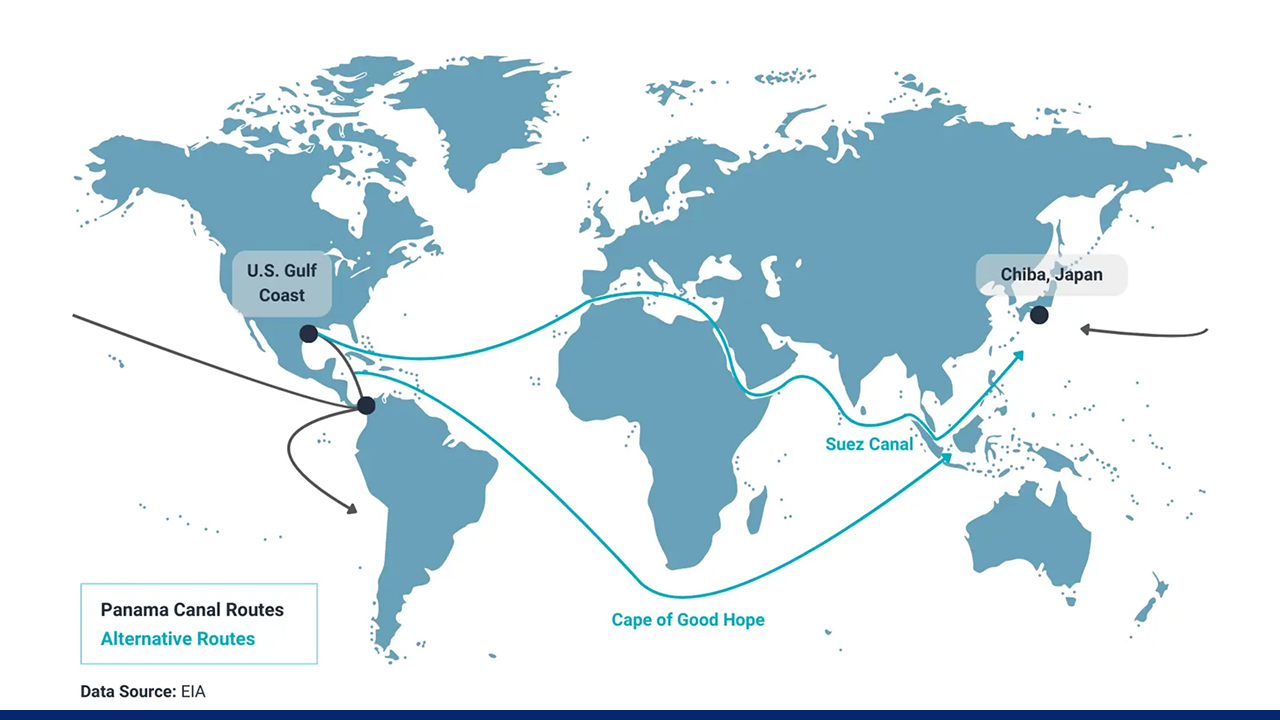 U.S. Gulf
Coast
Chiba, Japan
Suez Canal
Cape of Good Hope
Panama Canal Routes
Alternative Routes
Data Source: EIA